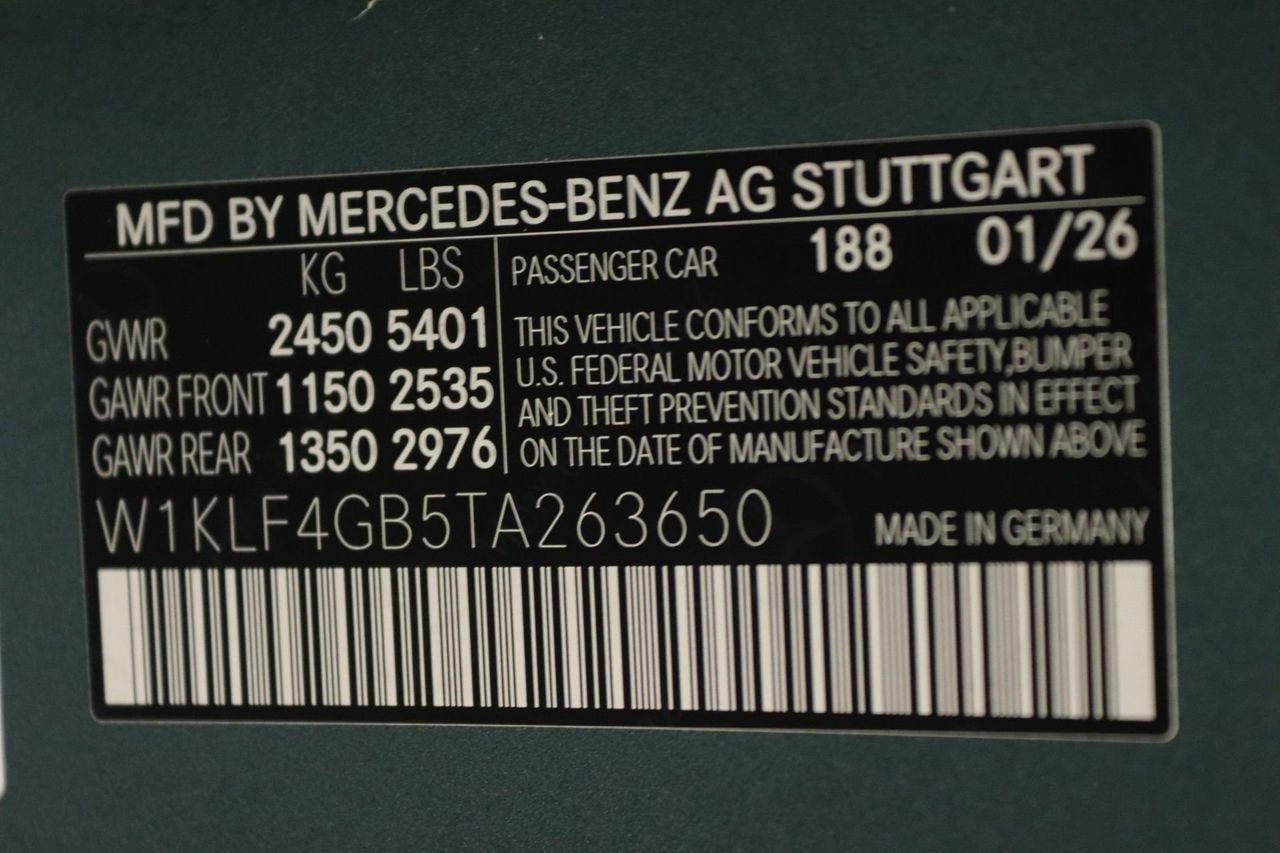 MFD BY MERCEDES-BENZ AG STUTTGART
KG LBS
GVWR 2450 5401
GAWR FRONT 1150 2535
GAWR REAR 1350 2976
PASSENGER CAR 188 01/26
THIS VEHICLE CONFORMS TO ALL APPLICABLE
U.S. FEDERAL MOTOR VEHICLE SAFETY,BUMPER
AND THEFT PREVENTION STANDARDS IN EFFECT
ON THE DATE OF MANUFACTURE SHOWN ABOVE
W1KLF4GB5TA263650
MADE IN GERMANY